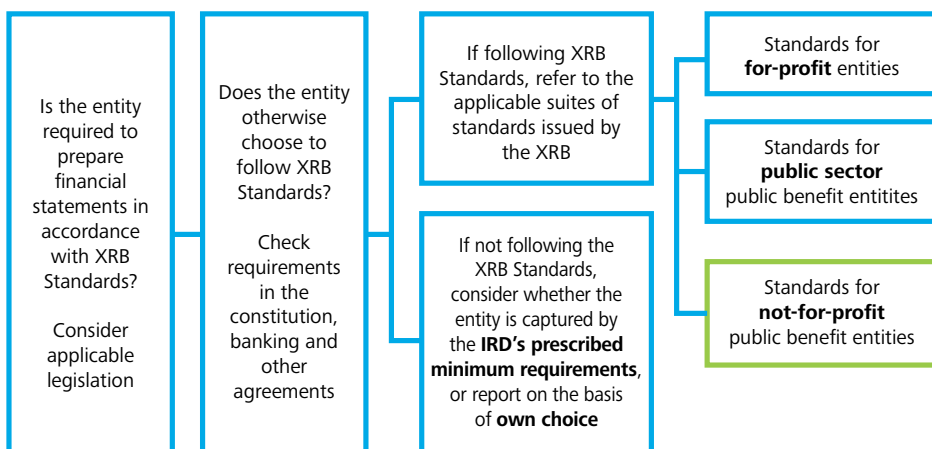 Is the entity
required to
prepare
financial
statements in
accordance
with XRB
Standards?
Consider
applicable
legislation
Does the entity
otherwise
choose to
follow XRB
Standards?
Check
requirements
in the
constitution,
banking and
other
agreements
If following XRB
Standards, refer to the
applicable suites of
standards issued by
the XRB
If not following the
XRB Standards,
consider whether the
entity is captured by
the IRD's prescribed
minimum requirements,
or report on the basis
of own choice
Standards for
for-profit entities
Standards for
public sector
public benefit entitites
Standards for
not-for-profit
public benefit entities